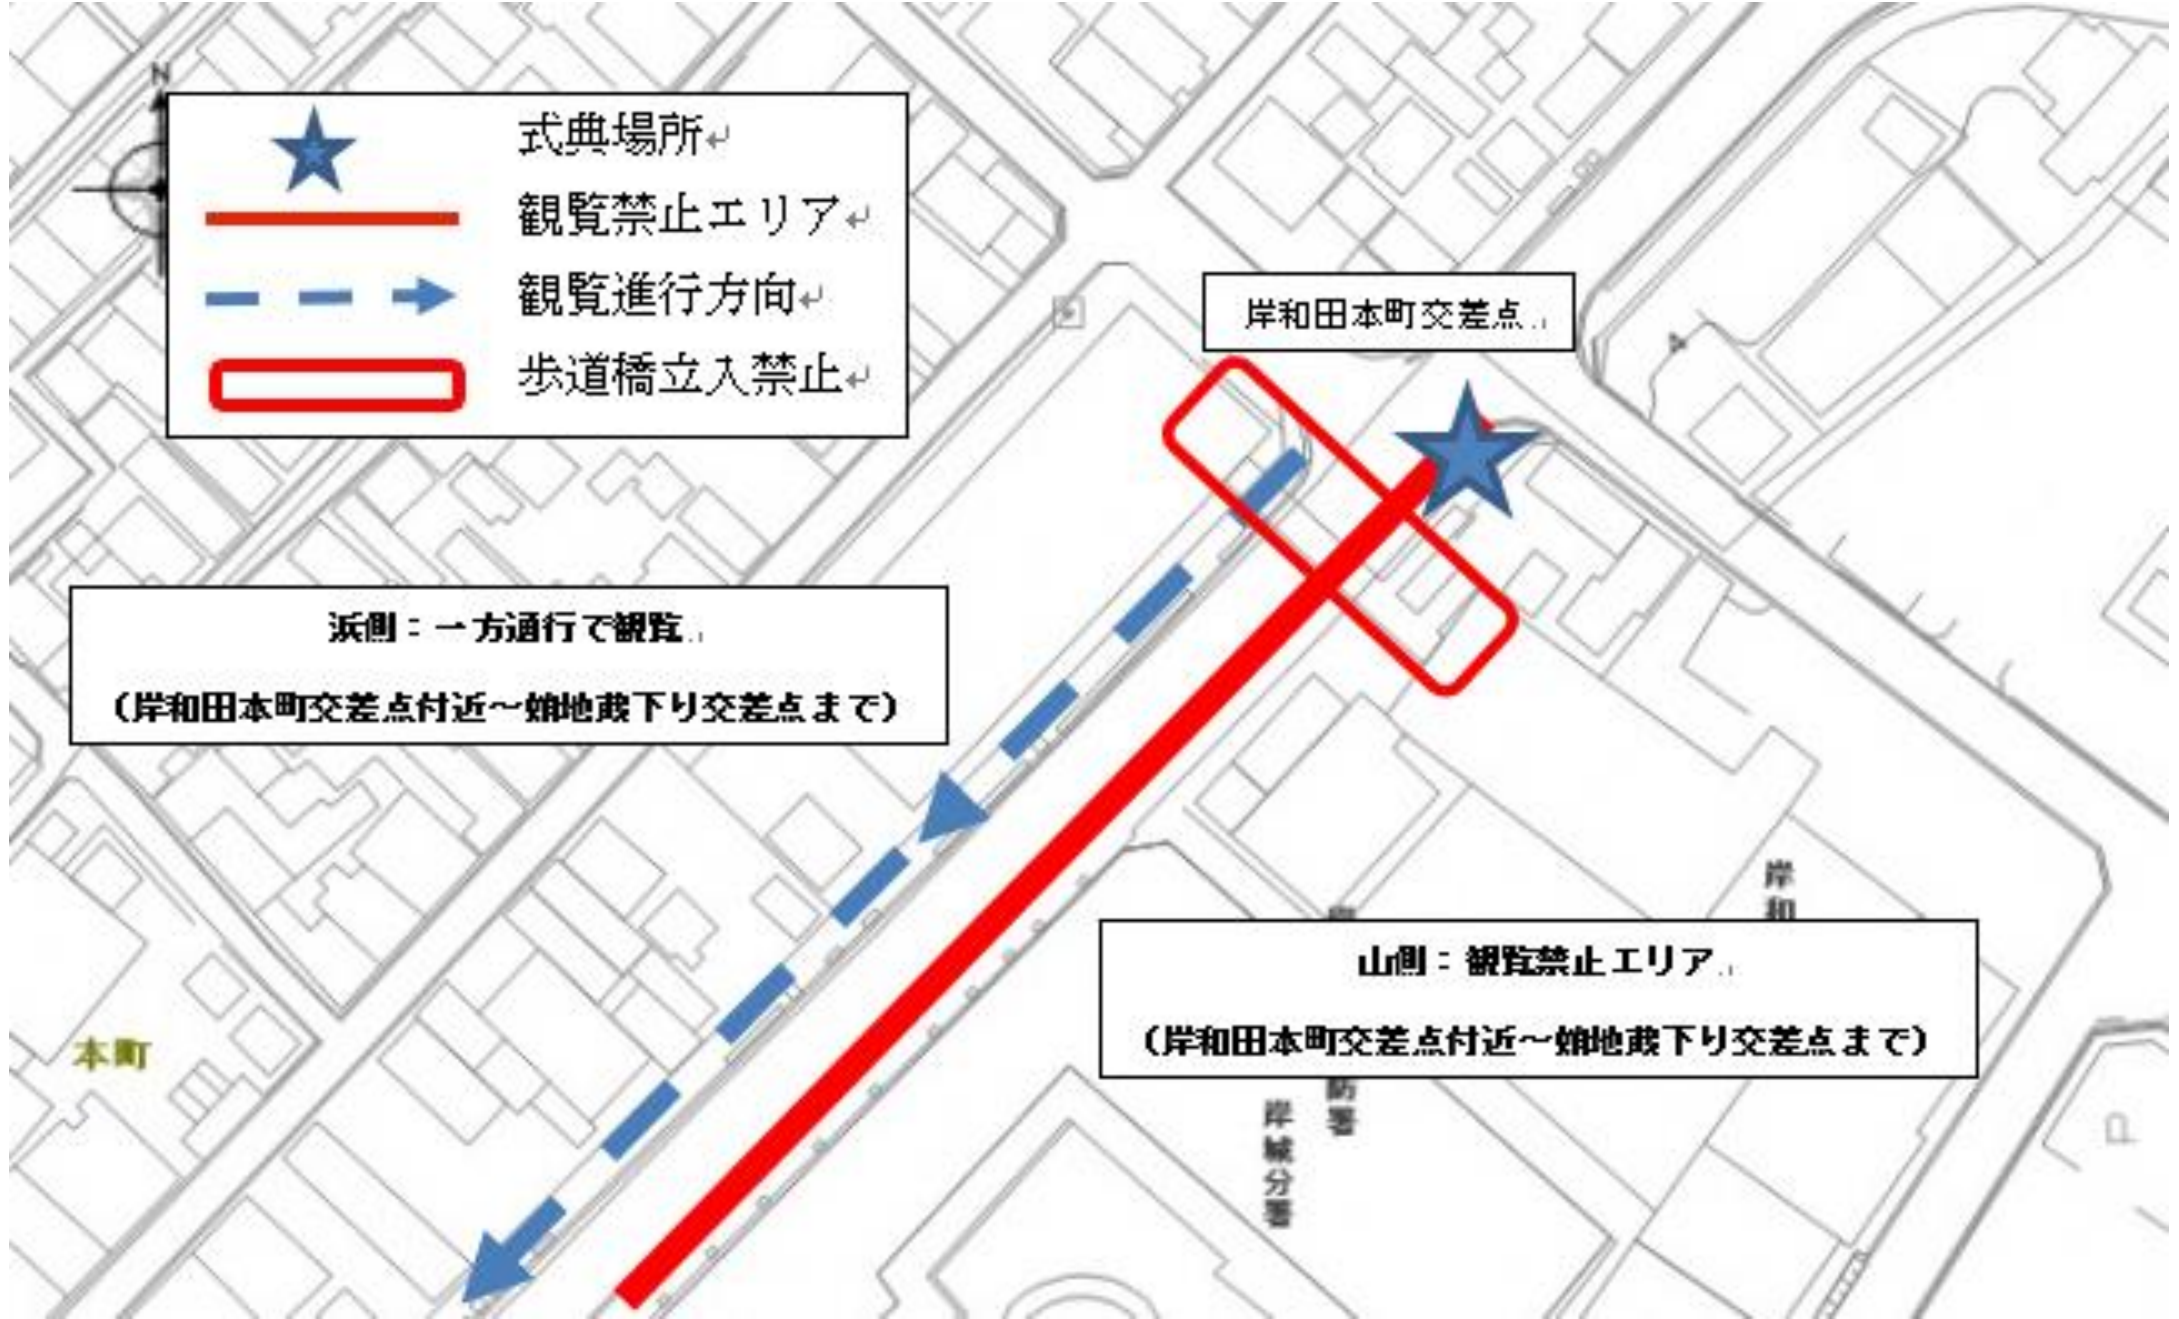 N
式典場所
観覧禁止エリア
観覧進行方向
歩道橋立入禁止
岸和田本町交差点
浜側：一方通行で観覧
（岸和田本町交差点付近～蛸地蔵下り交差点まで）
山側：観覧禁止エリア
（岸和田本町交差点付近～蛸地蔵下り交差点まで）
本町
岸和
防署
岸城分署
P